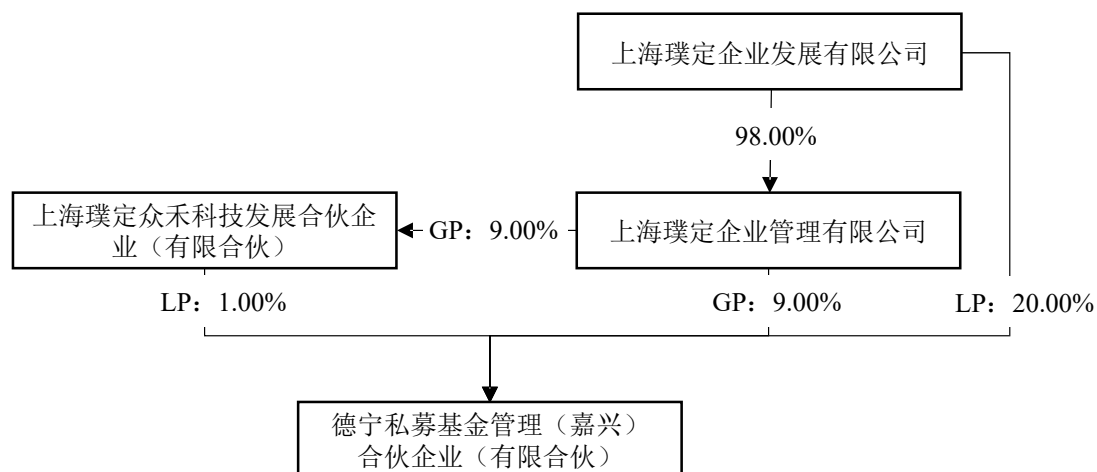 上海璞定企业发展有限公司
98.00%
上海璞定众禾科技发展合伙企
业（有限合伙）
GP：9.00%
上海璞定企业管理有限公司
LP：1.00%
GP：9.00%
LP：20.00%
德宁私募基金管理（嘉兴）
合伙企业（有限合伙）